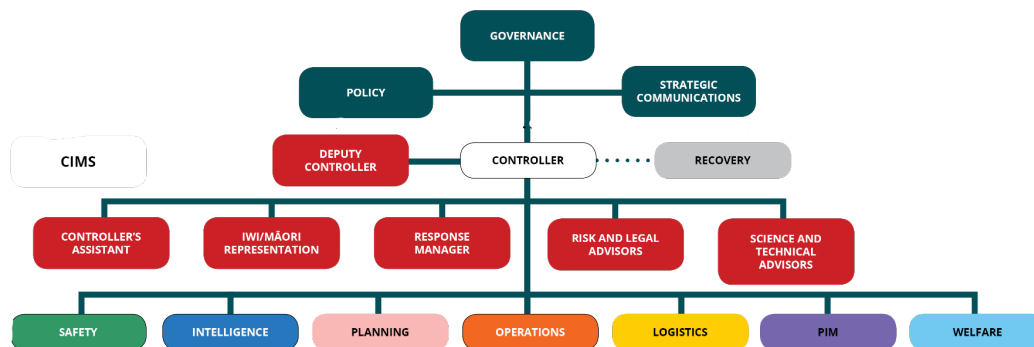 GOVERNANCE
POLICY
STRATEGIC
COMMUNICATIONS
CIMS
DEPUTY
CONTROLLER
CONTROLLER
RECOVERY
CONTROLLER'S
ASSISTANT
IWI/MĀORI
REPRESENTATION
RESPONSE
MANAGER
RISK AND LEGAL
ADVISORS
SCIENCE AND
TECHNICAL
ADVISORS
SAFETY
INTELLIGENCE
PLANNING
OPERATIONS
LOGISTICS
PIM
WELFARE